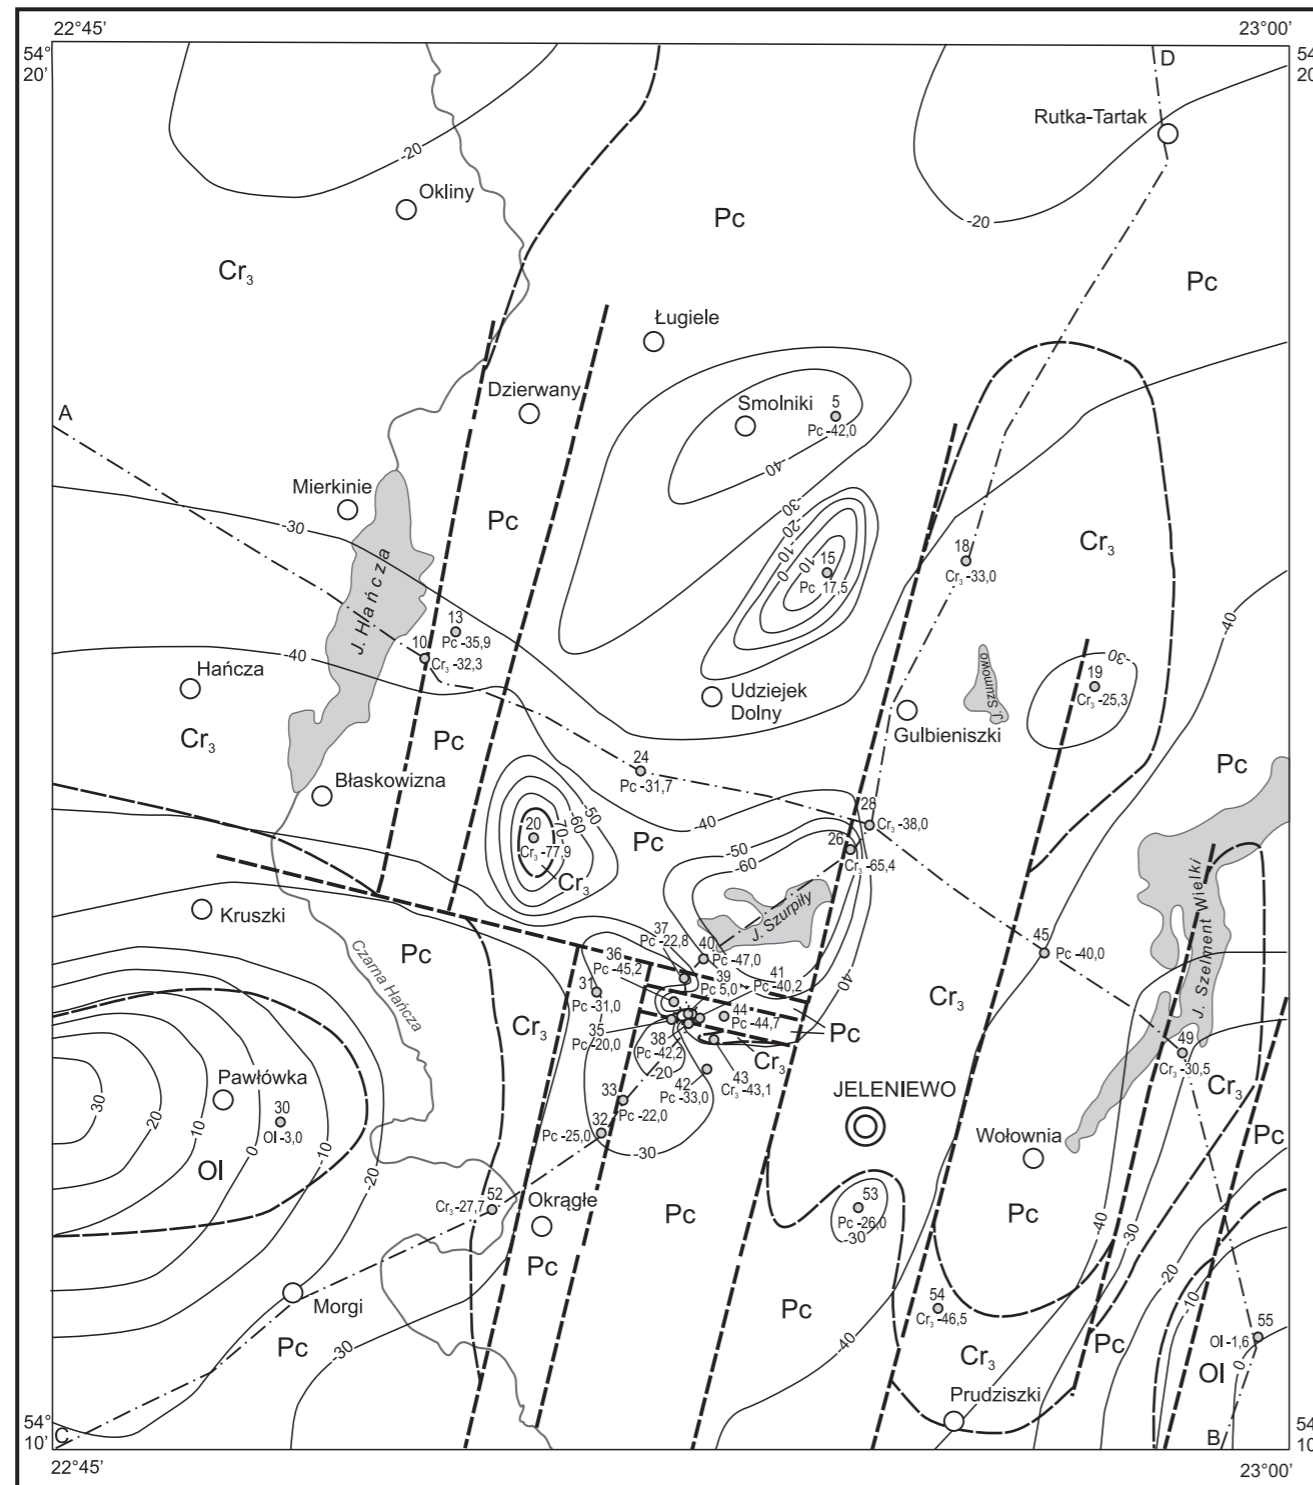 22°45’
23°00’
54°
20’
54°
20
D
Rutka-Tartak
-20
Okliny
Pc
-20
Cr₃
Pc
Ługiele
Dzierwany
Smolniki
5
Pc -42,0
A
-40
Mierkinie
-30
Pc
-30
-20
-10
0
10
15
Pc 17,5
18
Cr₃ -33,0
Cr₃
J. Hańcza
13
Pc -35,9
10
Cr₃ -32,3
-40
-40
Hańcza
Udziejek
Dolny
J. Szumowo
-30
19
Cr₃ -25,3
Gulbieniszki
Cr₃
Pc
24
Pc -31,7
Pc
Błaskowizna
-50
-60
-70
20
Cr₃ -77,9
Cr₃
Pc
-40
-50
-60
28
Cr₃ -38,0
26
Cr₃ -65,4
J. Szurpiły
Kruszki
Czarna Hańcza
Pc
37
Pc -22,8
36
Pc -45,2
40
Pc -47,0
39
Pc 5,0
41
Pc -40,2
31
Pc -31,0
44
Pc -44,7
40
45
Pc -40,0
Cr₃
J. Szelment Wielki
Cr₃
35
Pc -20,0
38
Pc -42,2
Pc
Cr₃
-20
43
Cr₃ -43,1
42
Pc -33,0
49
Cr₃ -30,5
Cr₃
Pawłówka
30
Ol -3,0
30
20
10
0
-10
-20
Ol
33
Pc -22,0
32
Pc -25,0
-30
JELENIEWO
Wołownia
Pc
52
Cr₃ -27,7
Okrągłe
Pc
Pc
53
Pc -26,0
-30
Pc
-40
-30
-20
-10
0
Morgi
Pc
-30
Pc
-40
54
Cr₃ -46,5
Cr₃
Pc
55
Ol -1,6
Ol
Prudziszki
54°
10’
C
B
54
10
22°45’
23°00’